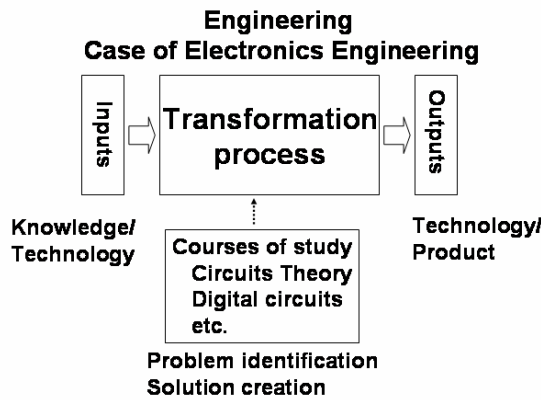 Engineering
Case of Electronics Engineering
Inputs
Transformation
process
Outputs
Knowledge/
Technology
Technology/
Product
Courses of study
Circuits Theory
Digital circuits
etc.
Problem identification
Solution creation